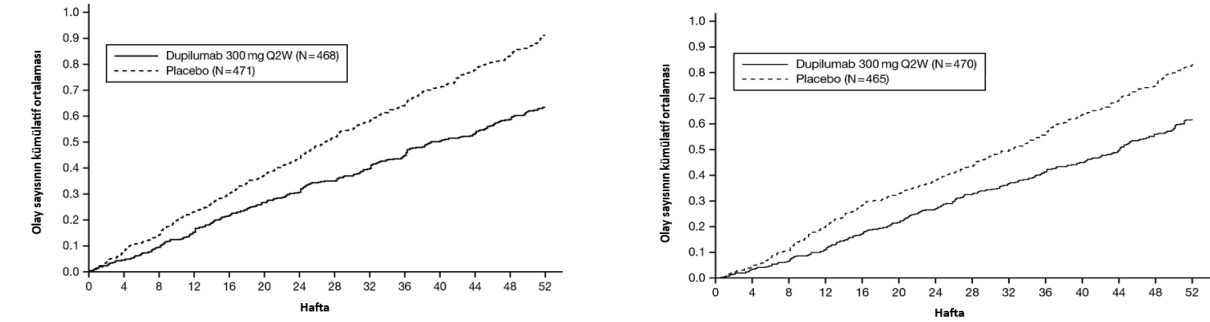 Olay sayısının kümülatif ortalaması
1.0
0.9
0.8
0.7
0.6
0.5
0.4
0.3
0.2
0.1
0.0
Dupilumab 300 mg Q2W (N=468)
Placebo (N=471)
0 4 8 12 16 20 24 28 32 36 40 44 48 52
Hafta
Olay sayısının kümülatif ortalaması
1.0
0.9
0.8
0.7
0.6
0.5
0.4
0.3
0.2
0.1
0.0
Dupilumab 300 mg Q2W (N=470)
Placebo (N=465)
0 4 8 12 16 20 24 28 32 36 40 44 48 52
Hafta